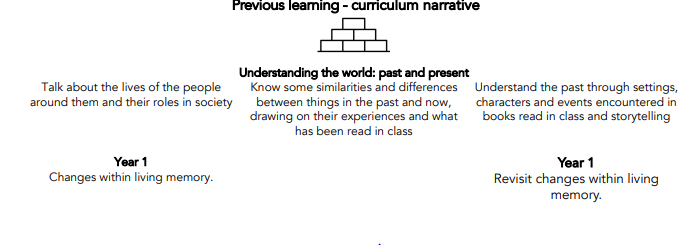 Previous learning - curriculum narrative
Understanding the world: past and present
Talk about the lives of the people
around them and their roles in society
Know some similarities and differences
between things in the past and now,
drawing on their experiences and what
has been read in class
Understand the past through settings,
characters and events encountered in
books read in class and storytelling
Year 1
Changes within living memory.
Year 1
Revisit changes within living
memory.